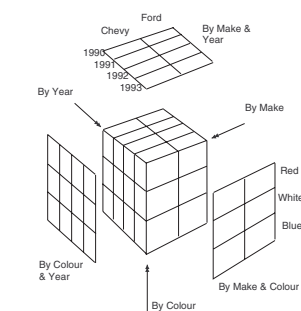 Ford
Chevy
By Make &
Year
1990
1991
1992
1993
By Year
By Make
Red
White
Blue
By Colour
& Year
By Make & Colour
By Colour